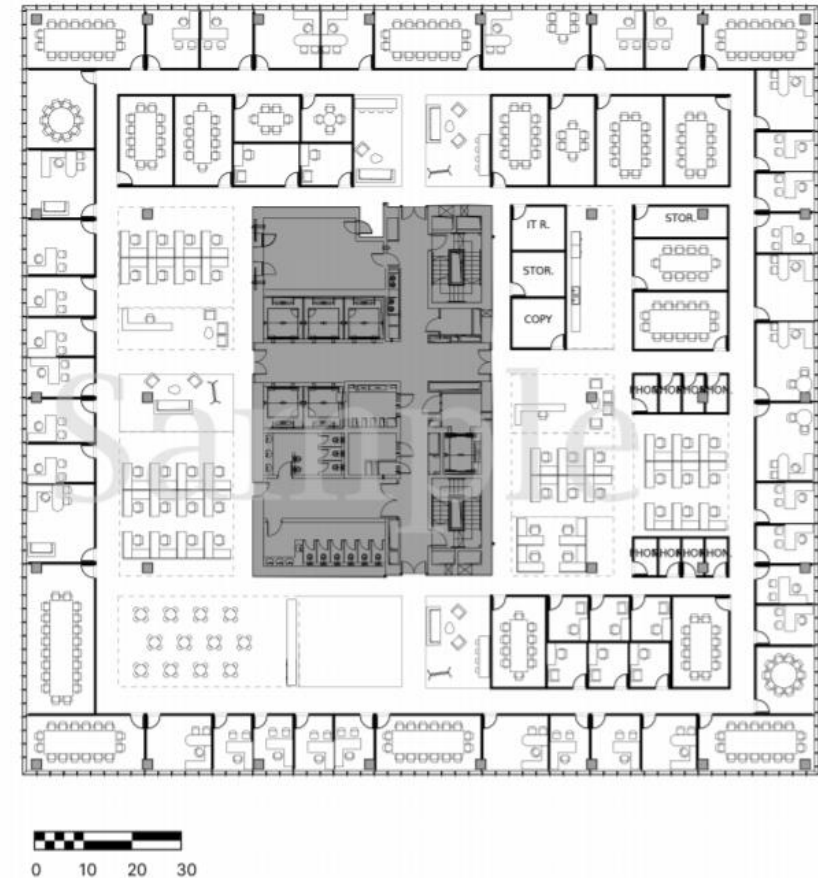 IT R.
STOR.
STOR.
COPY
PHON.
PHON.
PHON.
PHON.
Sample
PHON.
PHON.
PHON.
PHON.
0 10 20 30